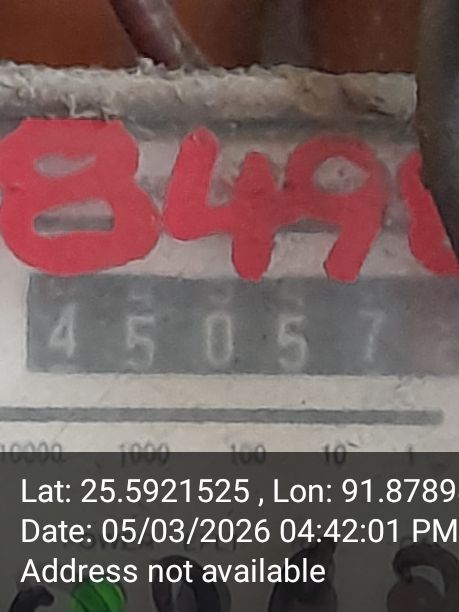 849
4 5 0 5 7
10000 1000 100 10 1
Lat: 25.5921525 , Lon: 91.8789
Date: 05/03/2026 04:42:01 PM
Address not available